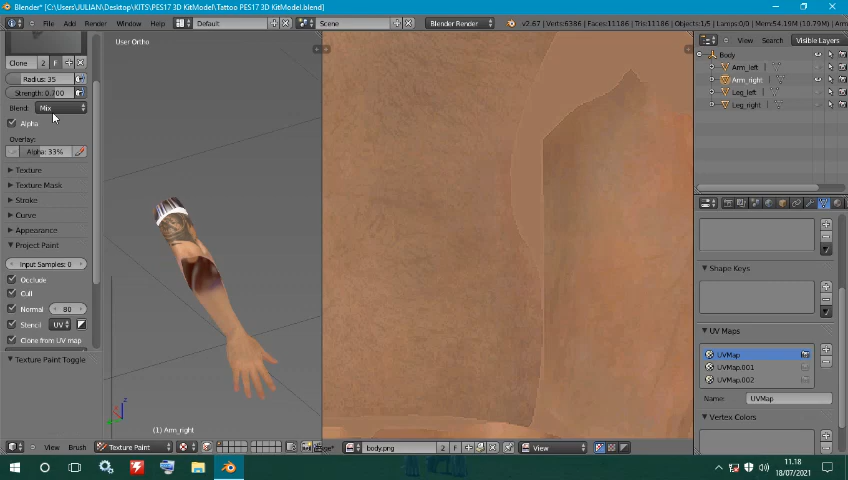 Blender* [C:\Users\JULIAN\Desktop\KITS\PES17 3D KitModel\Tattoo PES17 3D KitModel.blend]
File Add Render Window Help Default Scene Blender Render v2.67 | Verts:6386 | Faces:11186 | Tris:11186 | Objects:1/5 | Lamps:0/0 | Mem:54.19M (10.79M) | Arm_right
User Ortho
View Search Visible Layers
Clone 2 F
Radius: 35
Strength: 0.700
Blend: Mix
Alpha
Overlay:
Alpha: 33%
Texture
Texture Mask
Stroke
Curve
Appearance
Project Paint
Input Samples: 0
Occlude
Cull
Normal 80
Stencil UV
Clone from UV map
Texture Paint Toggle
Body
Arm_left
Arm_right
Leg_left
Leg_right
Shape Keys
UV Maps
UVMap
UVMap.001
UVMap.002
Name: UVMap
Vertex Colors
(1) Arm_right
View Brush Texture Paint
body.png 2 F View
11.18
18/07/2021